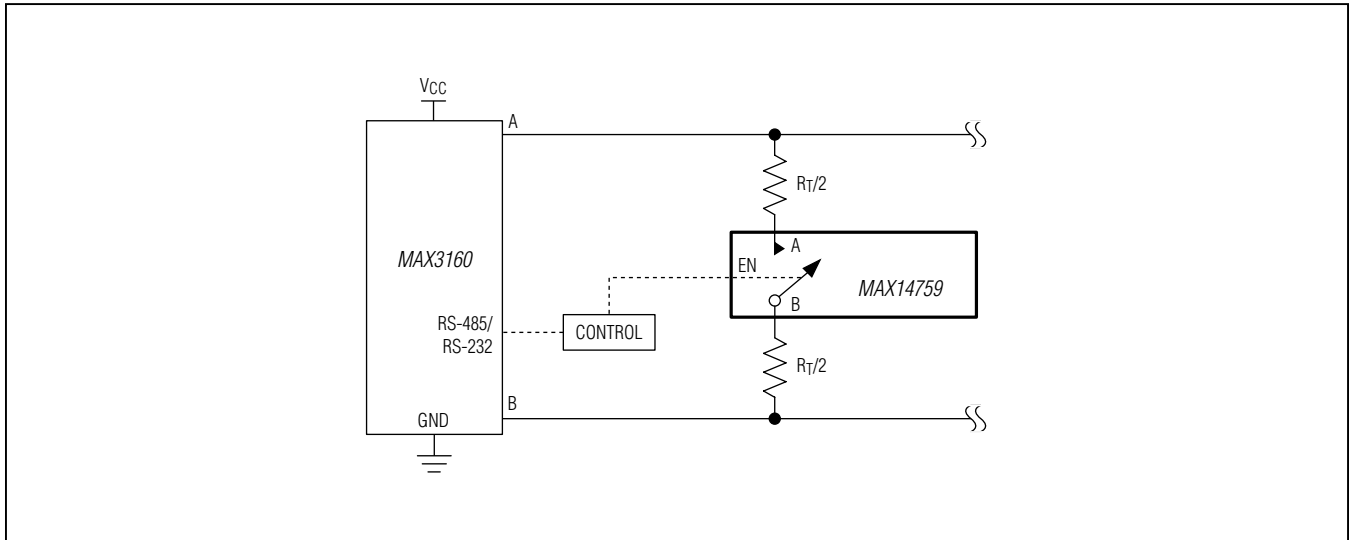 VCC
A
RT/2
A
MAX3160
EN
MAX14759
B
RS-485/
RS-232
CONTROL
RT/2
B
GND